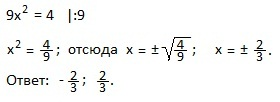 9x² = 4 |:9
x² = 4/9 ; отсюда x = ±√(4/9) ; x = ± 2/3 .
Ответ: - 2/3 ; 2/3 .